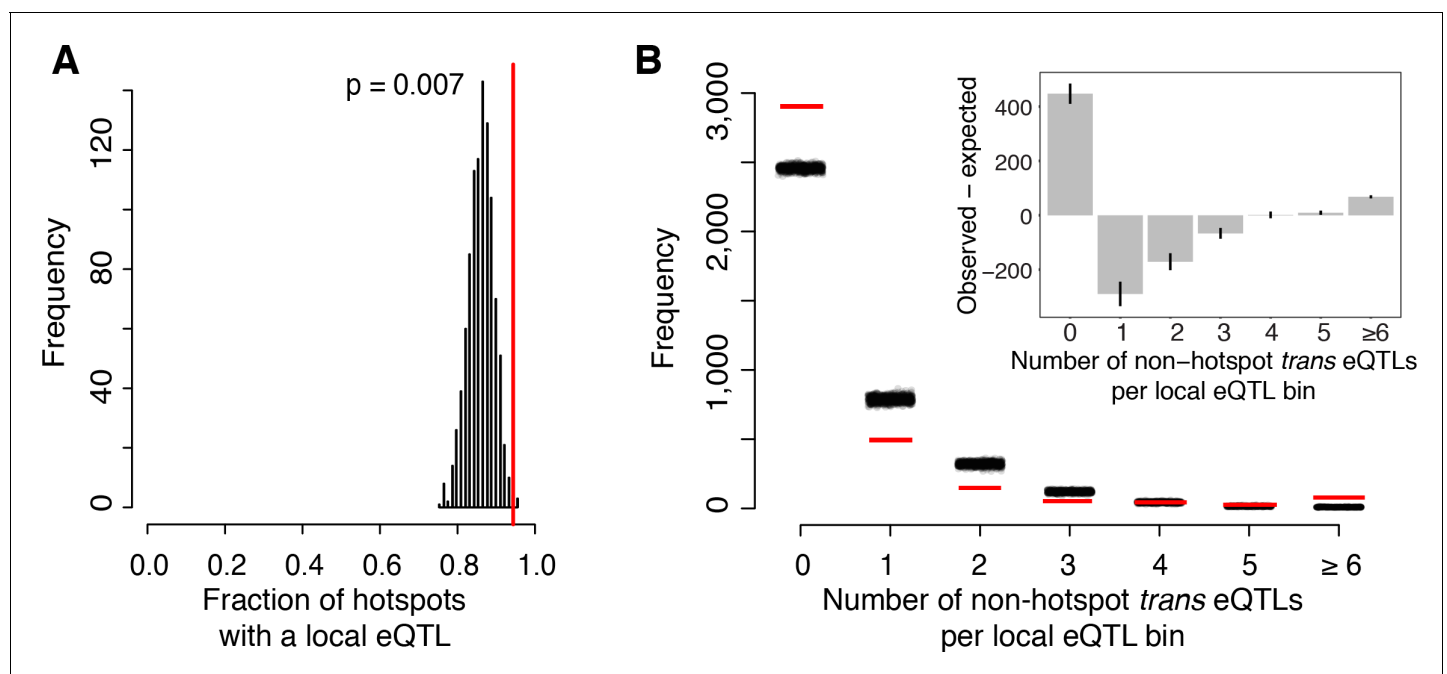 A
p = 0.007
Frequency
0
40
80
120
0.0 0.2 0.4 0.6 0.8 1.0
Fraction of hotspots
with a local eQTL
B
Frequency
0
1,000
2,000
3,000
0 1 2 3 4 5 ≥ 6
Number of non-hotspot trans eQTLs
per local eQTL bin
Observed − expected
400
200
0
−200
0 1 2 3 4 5 ≥6
Number of non−hotspot trans eQTLs
per local eQTL bin